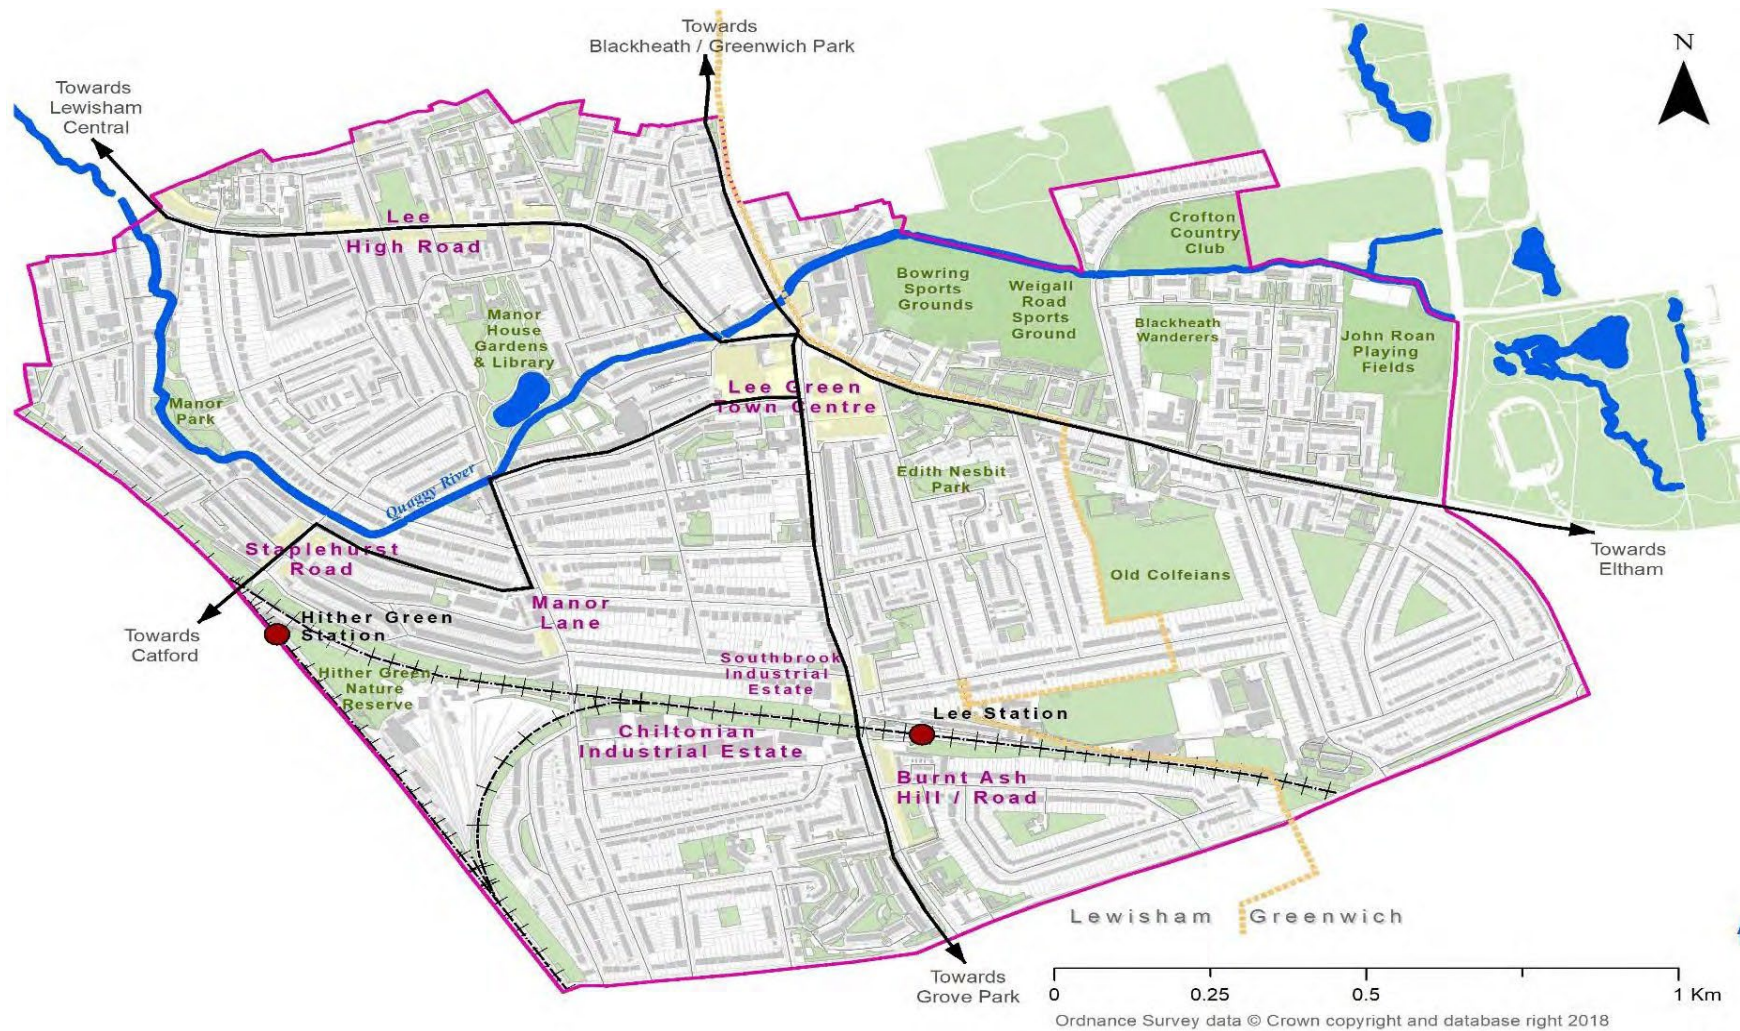 Towards
Blackheath / Greenwich Park
N
Towards
Lewisham
Central
Lee
High Road
Crofton
Country
Club
Bowring
Sports
Grounds
Weigall
Road
Sports
Ground
Manor
House
Gardens
& Library
Blackheath
Wanderers
John Roan
Playing
Fields
Lee Green
Town Centre
Manor
Park
Edith Nesbit
Park
Quaggy River
Staplehurst
Road
Towards
Eltham
Old Colfeians
Manor
Lane
Hither Green
Station
Towards
Catford
Southbrook
Industrial
Estate
Hither Green
Nature
Reserve
Lee Station
Chiltonian
Industrial Estate
Burnt Ash
Hill / Road
Lewisham Greenwich
Towards
Grove Park
0 0.25 0.5 1 Km
Ordnance Survey data © Crown copyright and database right 2018